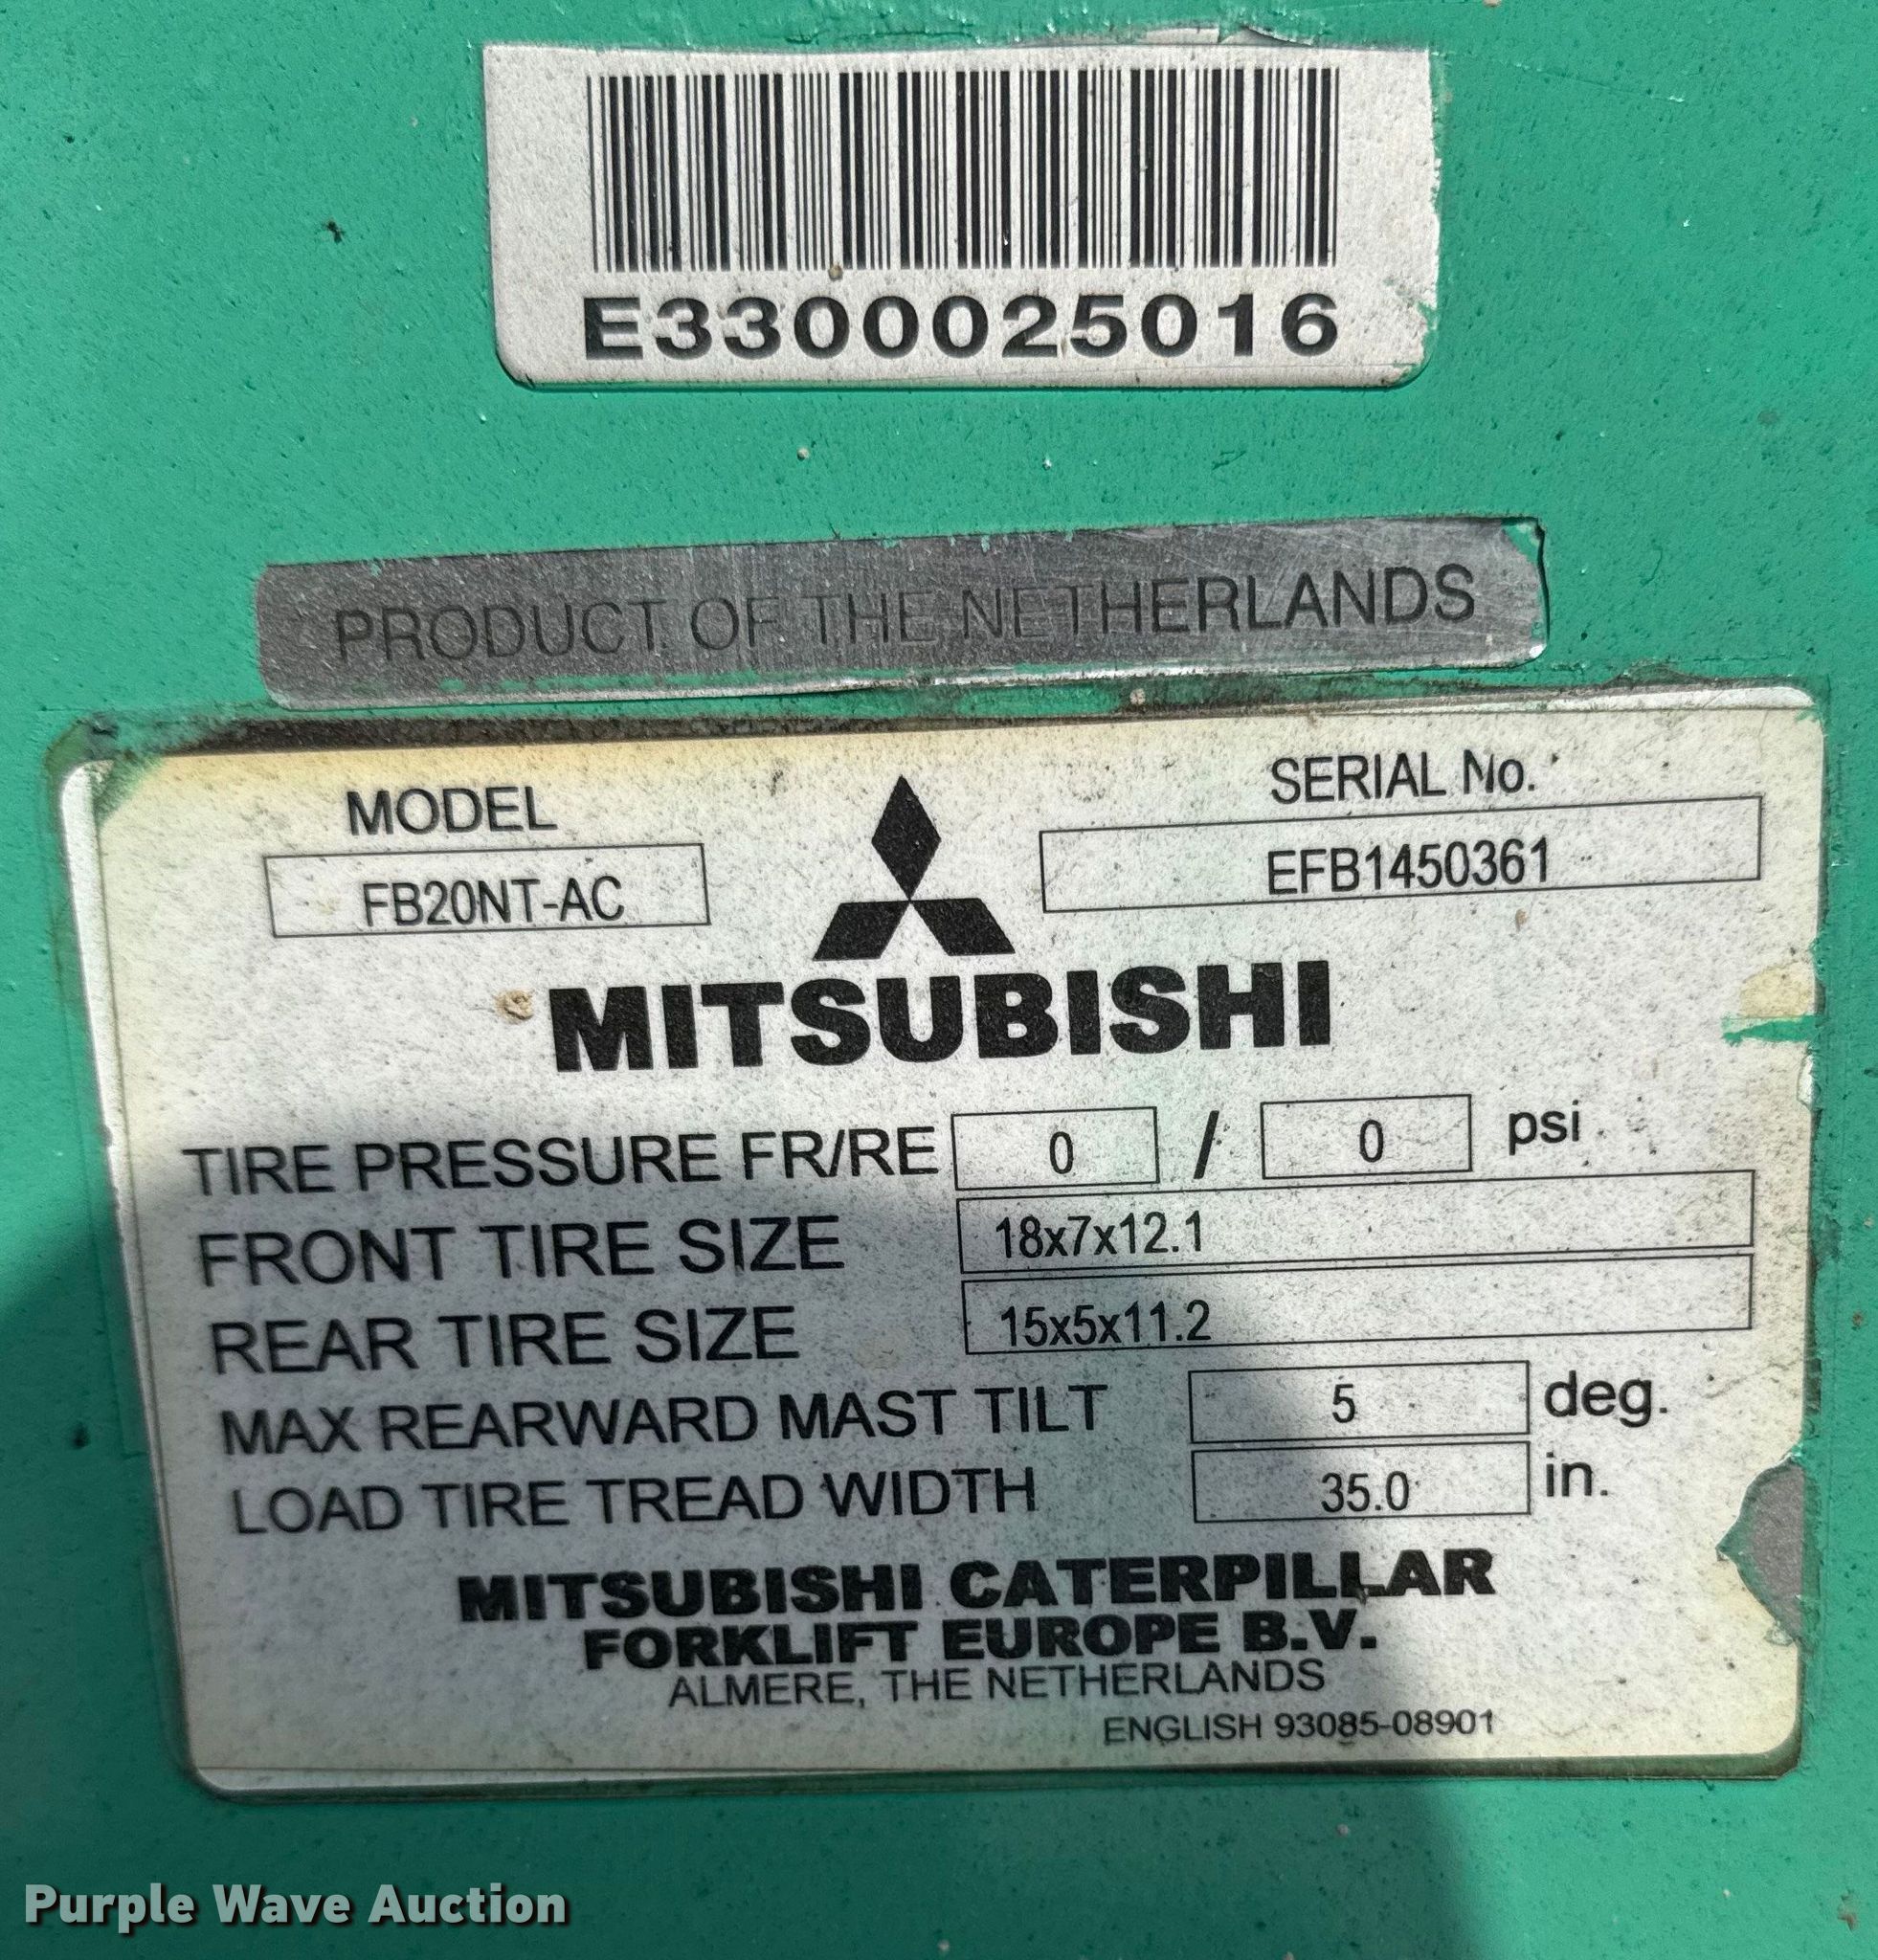 E3300025016
PRODUCT OF THE NETHERLANDS
MODEL
SERIAL No.
FB20NT-AC
EFB1450361
MITSUBISHI
TIRE PRESSURE FR/RE 0 / 0 psi
FRONT TIRE SIZE 18x7x12.1
REAR TIRE SIZE 15x5x11.2
MAX REARWARD MAST TILT 5 deg.
LOAD TIRE TREAD WIDTH 35.0 in.
MITSUBISHI CATERPILLAR
FORKLIFT EUROPE B.V.
ALMERE, THE NETHERLANDS
ENGLISH 93085-08901
Purple Wave Auction